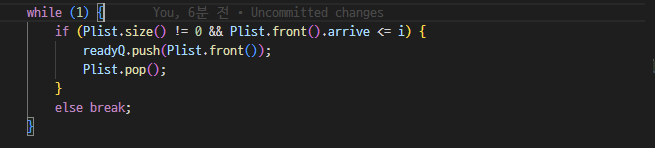 while (1) {    You, 6분 전 • Uncommitted changes
    if (Plist.size() != 0 && Plist.front().arrive <= i) {
        readyQ.push(Plist.front());
        Plist.pop();
    }
    else break;
}